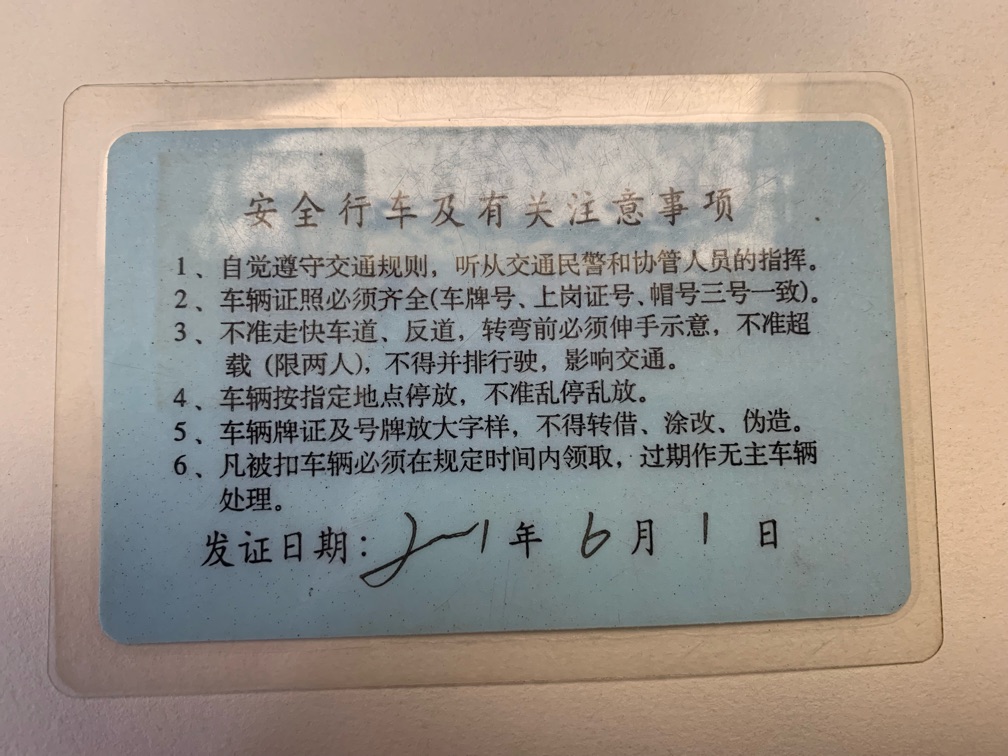 安全行车及有关注意事项
1、自觉遵守交通规则，听从交通民警和协管人员的指挥。
2、车辆证照必须齐全(车牌号、上岗证号、帽号三号一致)。
3、不准走快车道、反道，转弯前必须伸手示意，不准超
载 (限两人)，不得并排行驶，影响交通。
4、车辆按指定地点停放，不准乱停乱放。
5、车辆牌证及号牌放大字样，不得转借、涂改、伪造。
6、凡被扣车辆必须在规定时间内领取，过期作无主车辆
处理。
发证日期: 年 6 月 1 日